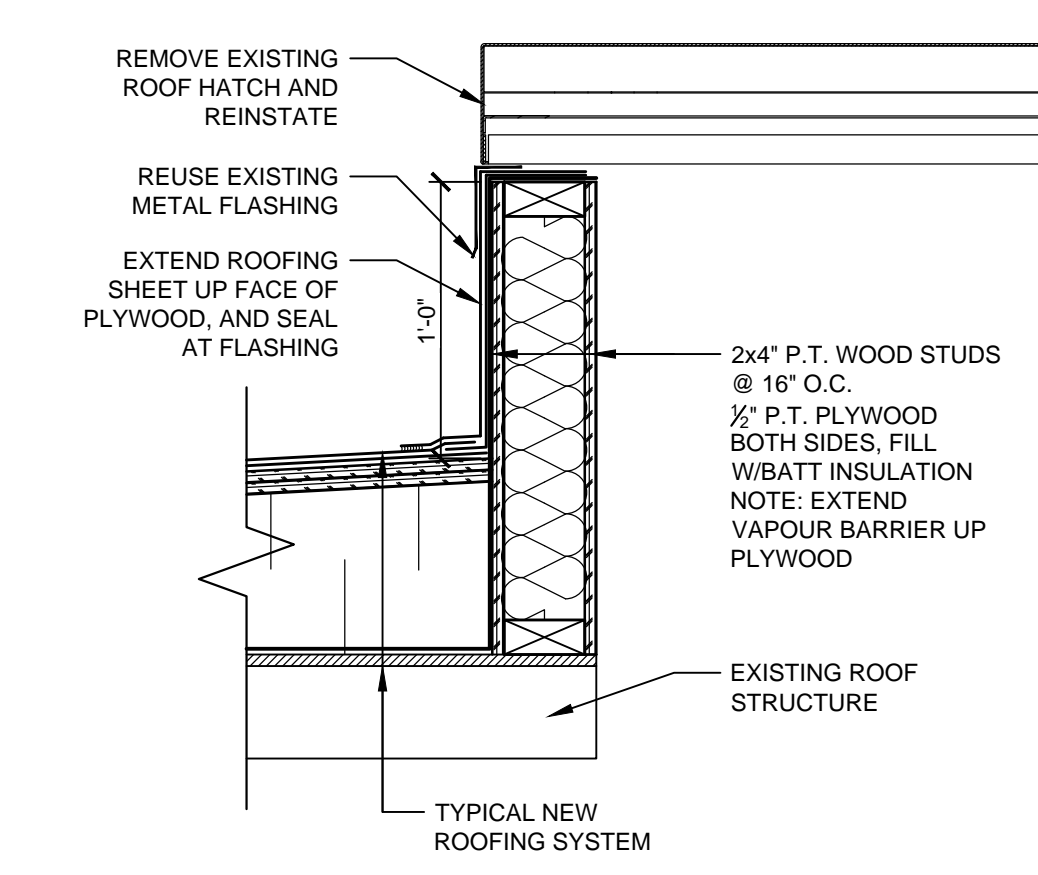 REMOVE EXISTING
ROOF HATCH AND
REINSTATE
REUSE EXISTING
METAL FLASHING
EXTEND ROOFING
SHEET UP FACE OF
PLYWOOD, AND SEAL
AT FLASHING
1'-0"
2x4" P.T. WOOD STUDS
@ 16" O.C.
½" P.T. PLYWOOD
BOTH SIDES, FILL
W/BATT INSULATION
NOTE: EXTEND
VAPOUR BARRIER UP
PLYWOOD
EXISTING ROOF
STRUCTURE
TYPICAL NEW
ROOFING SYSTEM